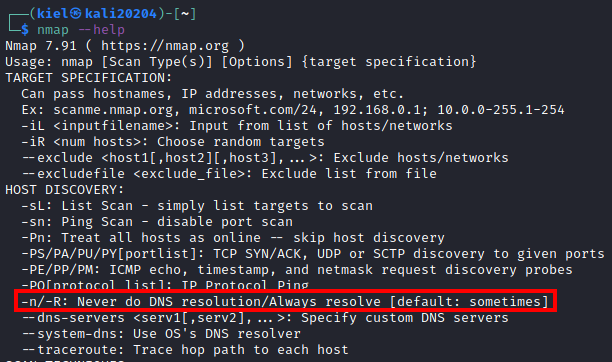 (kiel㉿kali20204)-[~]
$ nmap --help
Nmap 7.91 ( https://nmap.org )
Usage: nmap [Scan Type(s)] [Options] {target specification}
TARGET SPECIFICATION:
Can pass hostnames, IP addresses, networks, etc.
Ex: scanme.nmap.org, microsoft.com/24, 192.168.0.1; 10.0.0-255.1-254
-iL <inputfilename>: Input from list of hosts/networks
-iR <num hosts>: Choose random targets
--exclude <host1[,host2][,host3],...>: Exclude hosts/networks
--excludefile <exclude_file>: Exclude list from file
HOST DISCOVERY:
-sL: List Scan - simply list targets to scan
-sn: Ping Scan - disable port scan
-Pn: Treat all hosts as online -- skip host discovery
-PS/PA/PU/PY[portlist]: TCP SYN/ACK, UDP or SCTP discovery to given ports
-PE/PP/PM: ICMP echo, timestamp, and netmask request discovery probes
-PO[protocol list]: IP Protocol Ping
-n/-R: Never do DNS resolution/Always resolve [default: sometimes]
--dns-servers <serv1[,serv2],...>: Specify custom DNS servers
--system-dns: Use OS's DNS resolver
--traceroute: Trace hop path to each host